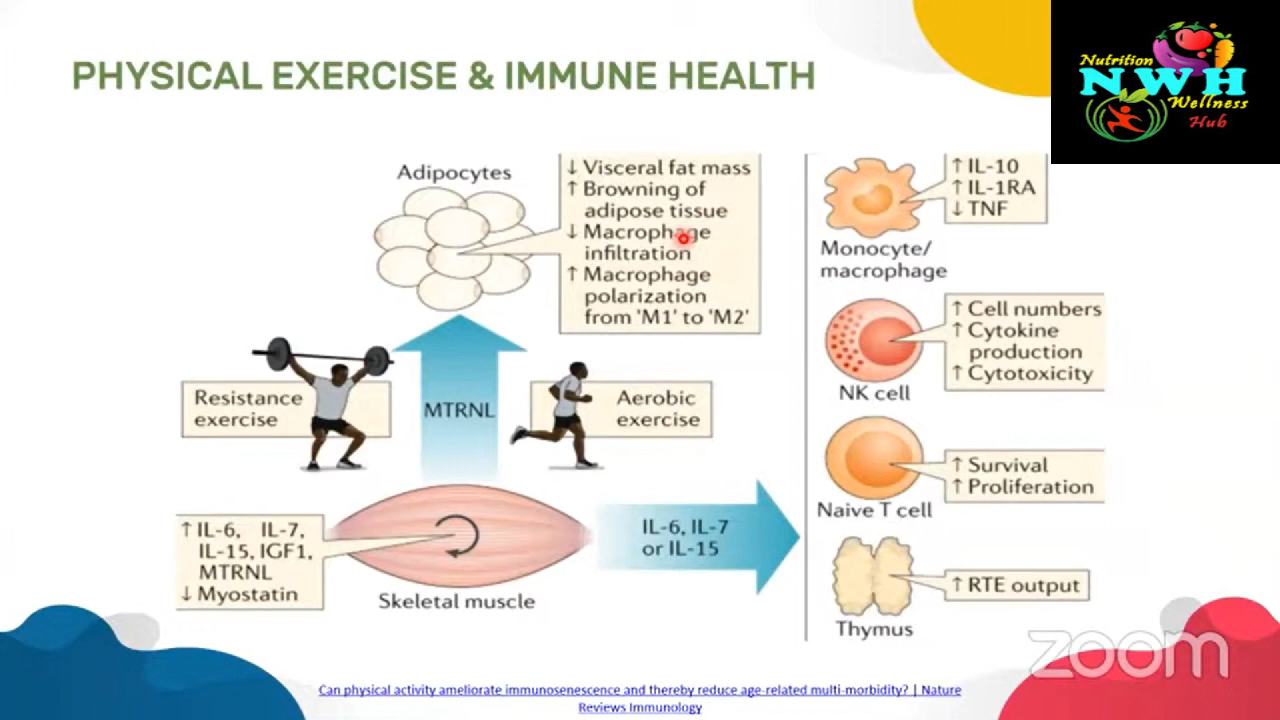 PHYSICAL EXERCISE & IMMUNE HEALTH
Nutrition
NWH
Wellness
Hub
Adipocytes
↓ Visceral fat mass
↑ Browning of
adipose tissue
↓ Macrophage
infiltration
↑ Macrophage
polarization
from 'M1' to 'M2'
Resistance
exercise
MTRNL
Aerobic
exercise
↑ IL-6, IL-7,
IL-15, IGF1,
MTRNL
↓ Myostatin
Skeletal muscle
IL-6, IL-7
or IL-15
↑ IL-10
↑ IL-1RA
↓ TNF
Monocyte/
macrophage
↑ Cell numbers
↑ Cytokine
production
↑ Cytotoxicity
NK cell
↑ Survival
↑ Proliferation
Naive T cell
↑ RTE output
Thymus
zoom
Can physical activity ameliorate immunosenescence and thereby reduce age-related multi-morbidity? | Nature
Reviews Immunology